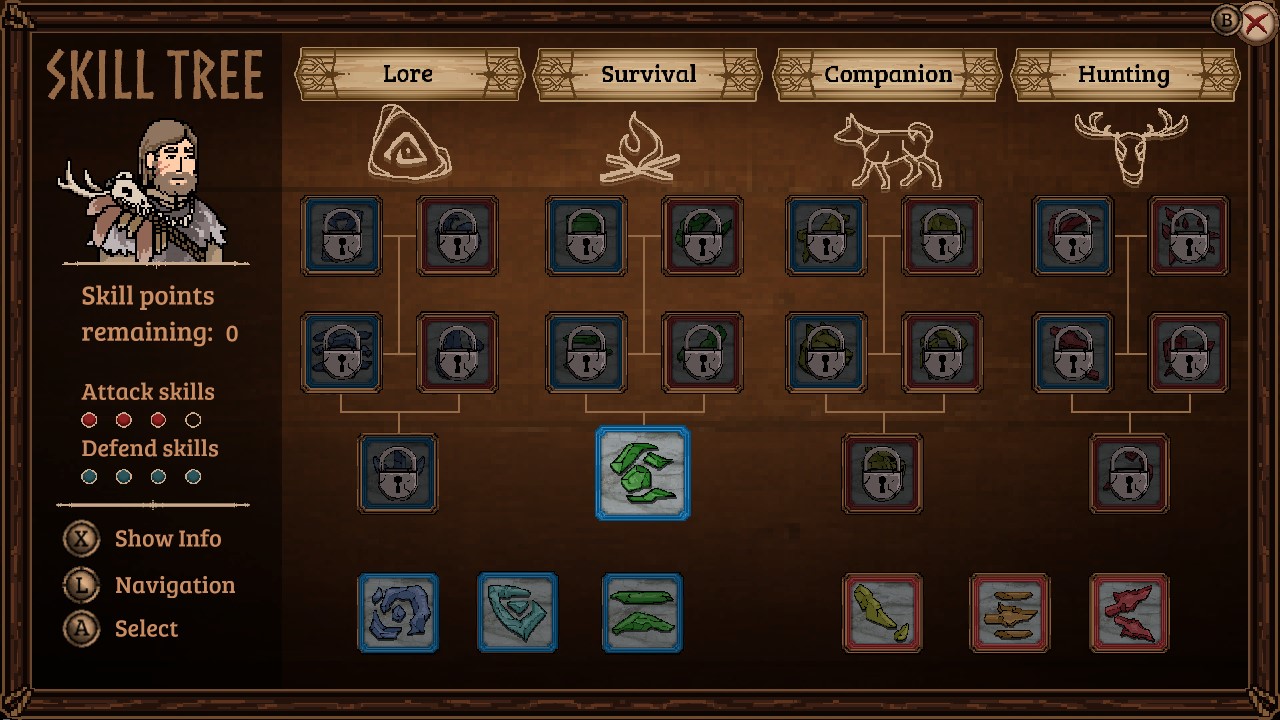 SKILL TREE
Lore
Survival
Companion
Hunting
B
Skill points
remaining: 0
Attack skills
Defend skills
X Show Info
L Navigation
A Select